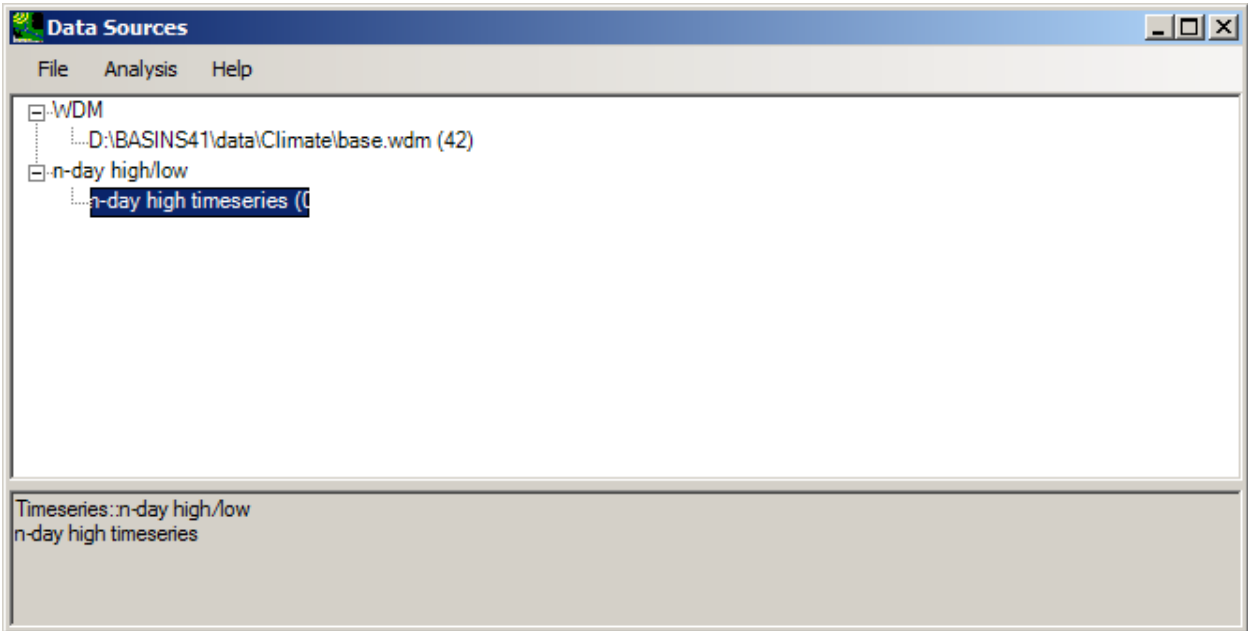 Data Sources
File Analysis Help
WDM
D:\BASINS41\data\Climate\base.wdm (42)
n-day high/low
n-day high timeseries (0
Timeseries::n-day high/low
n-day high timeseries